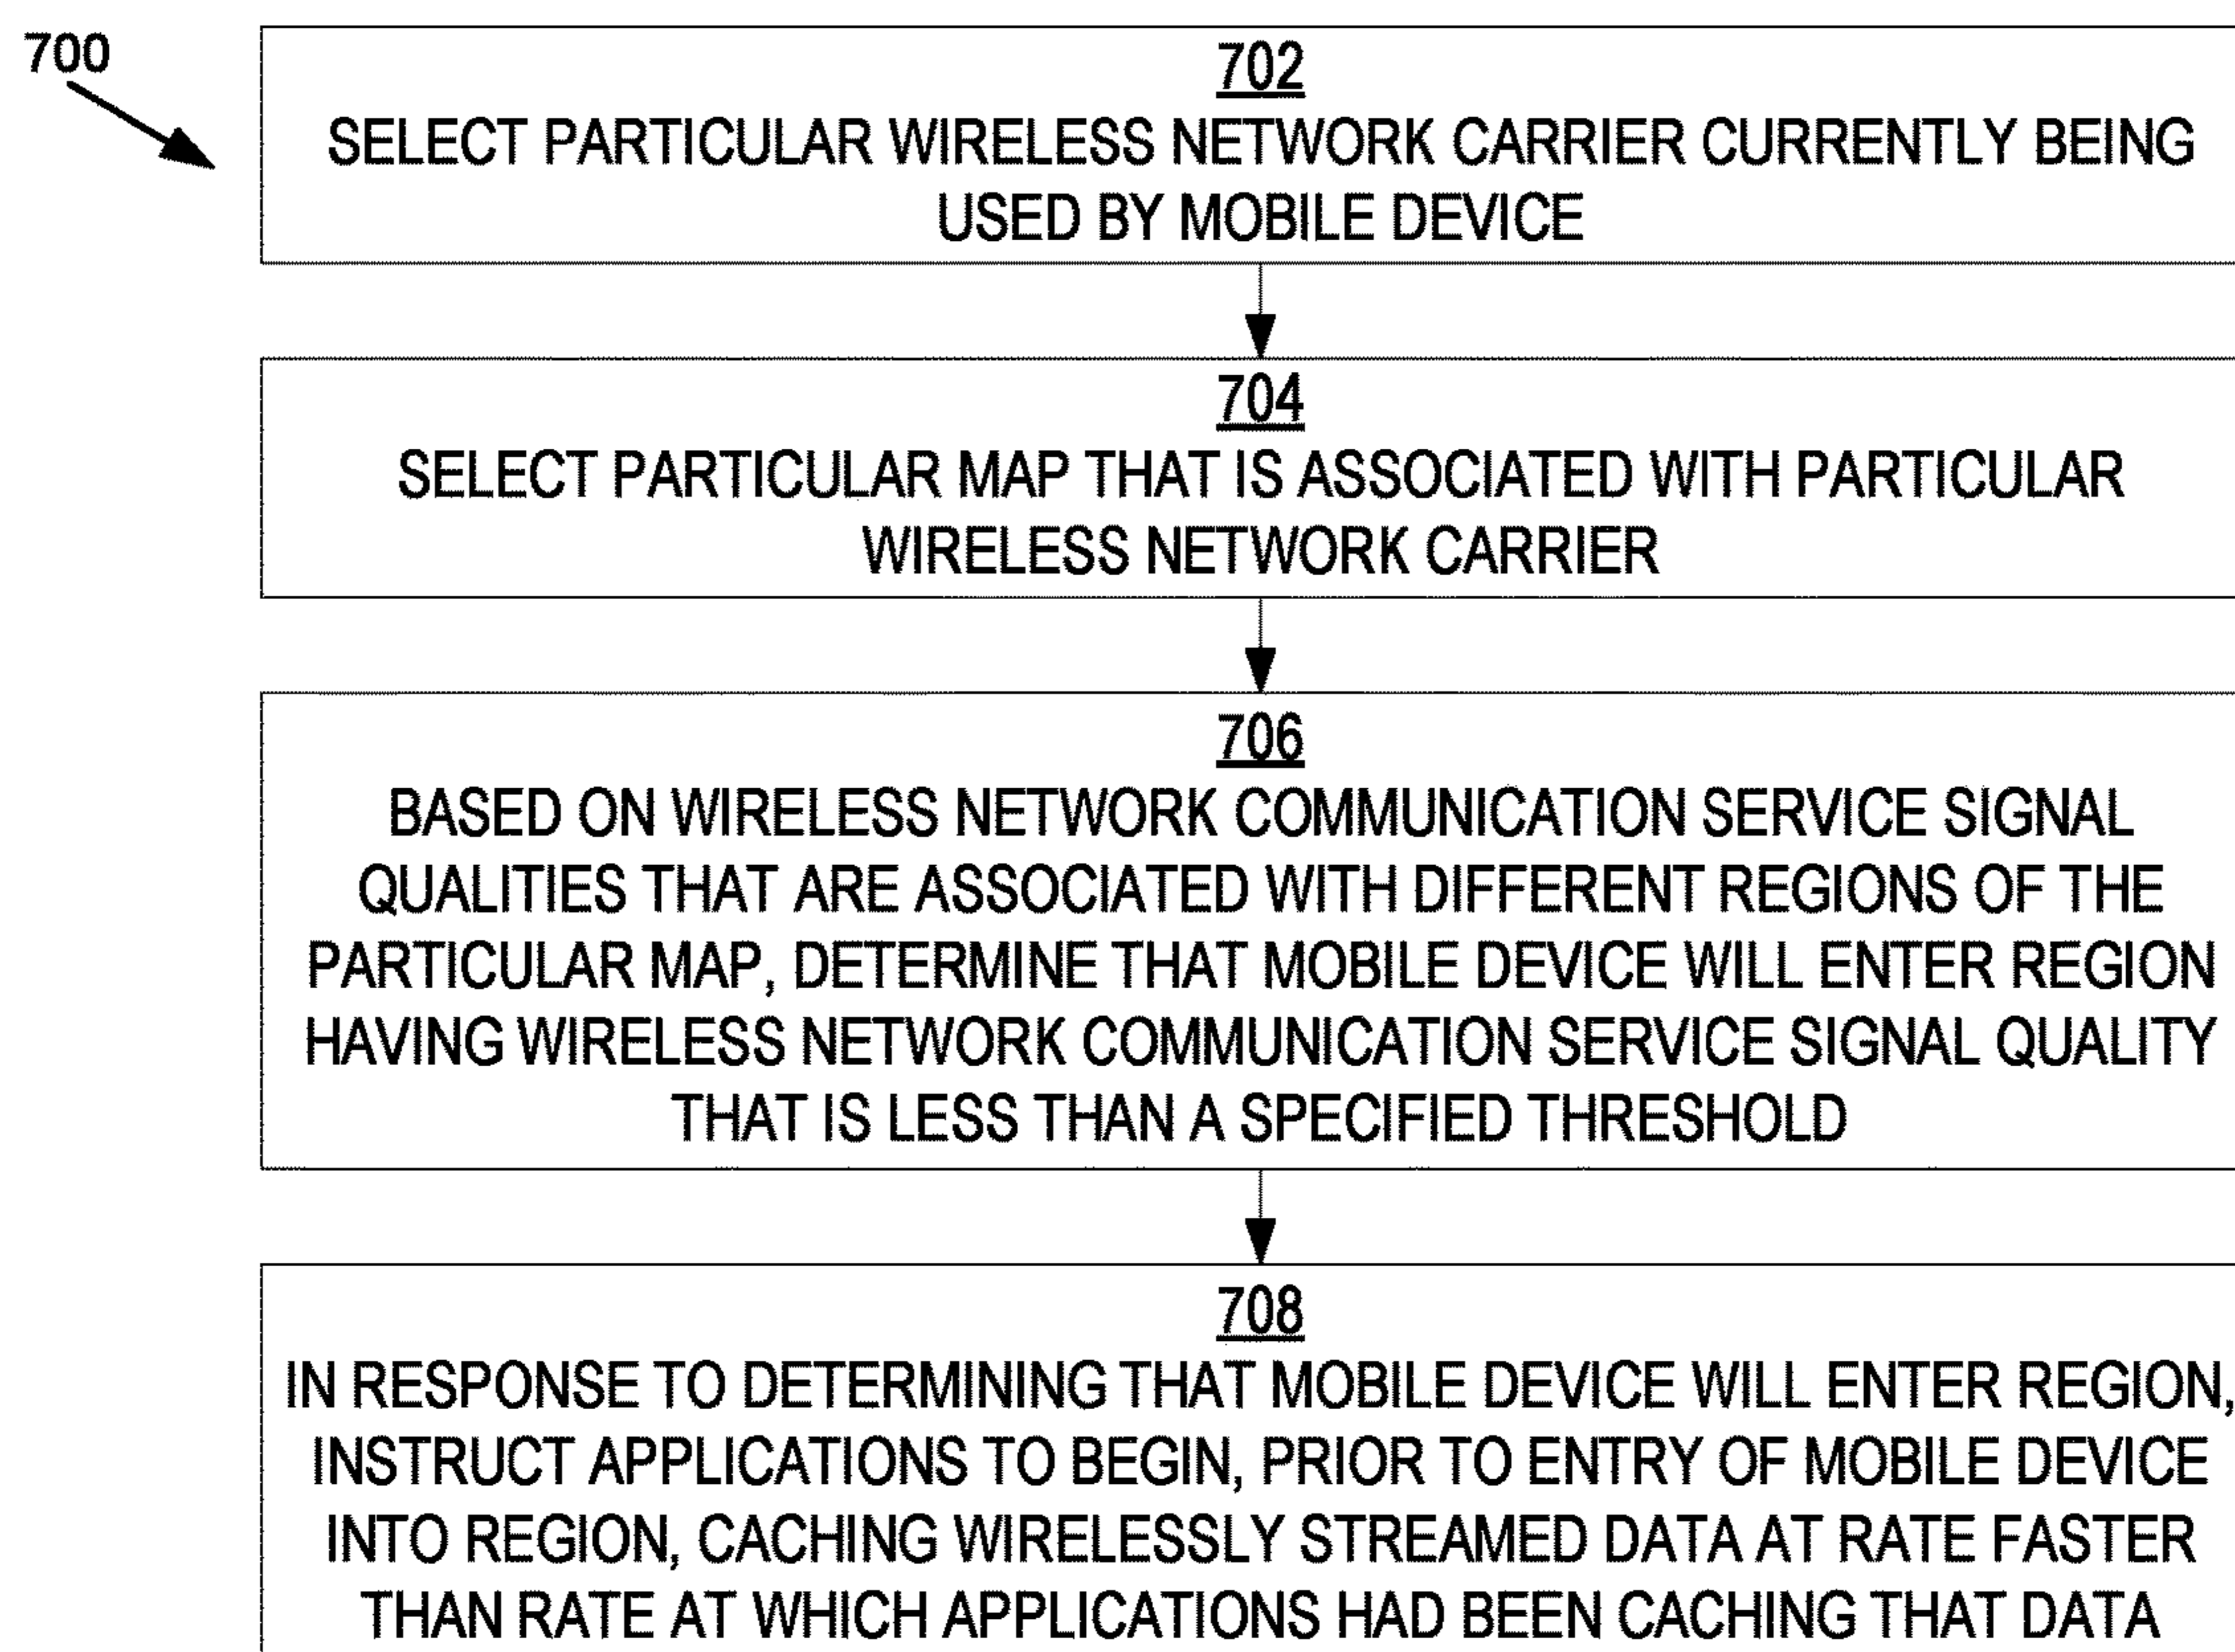 700
702
SELECT PARTICULAR WIRELESS NETWORK CARRIER CURRENTLY BEING
USED BY MOBILE DEVICE
704
SELECT PARTICULAR MAP THAT IS ASSOCIATED WITH PARTICULAR
WIRELESS NETWORK CARRIER
706
BASED ON WIRELESS NETWORK COMMUNICATION SERVICE SIGNAL
QUALITIES THAT ARE ASSOCIATED WITH DIFFERENT REGIONS OF THE
PARTICULAR MAP, DETERMINE THAT MOBILE DEVICE WILL ENTER REGION
HAVING WIRELESS NETWORK COMMUNICATION SERVICE SIGNAL QUALITY
THAT IS LESS THAN A SPECIFIED THRESHOLD
708
IN RESPONSE TO DETERMINING THAT MOBILE DEVICE WILL ENTER REGION,
INSTRUCT APPLICATIONS TO BEGIN, PRIOR TO ENTRY OF MOBILE DEVICE
INTO REGION, CACHING WIRELESSLY STREAMED DATA AT RATE FASTER
THAN RATE AT WHICH APPLICATIONS HAD BEEN CACHING THAT DATA